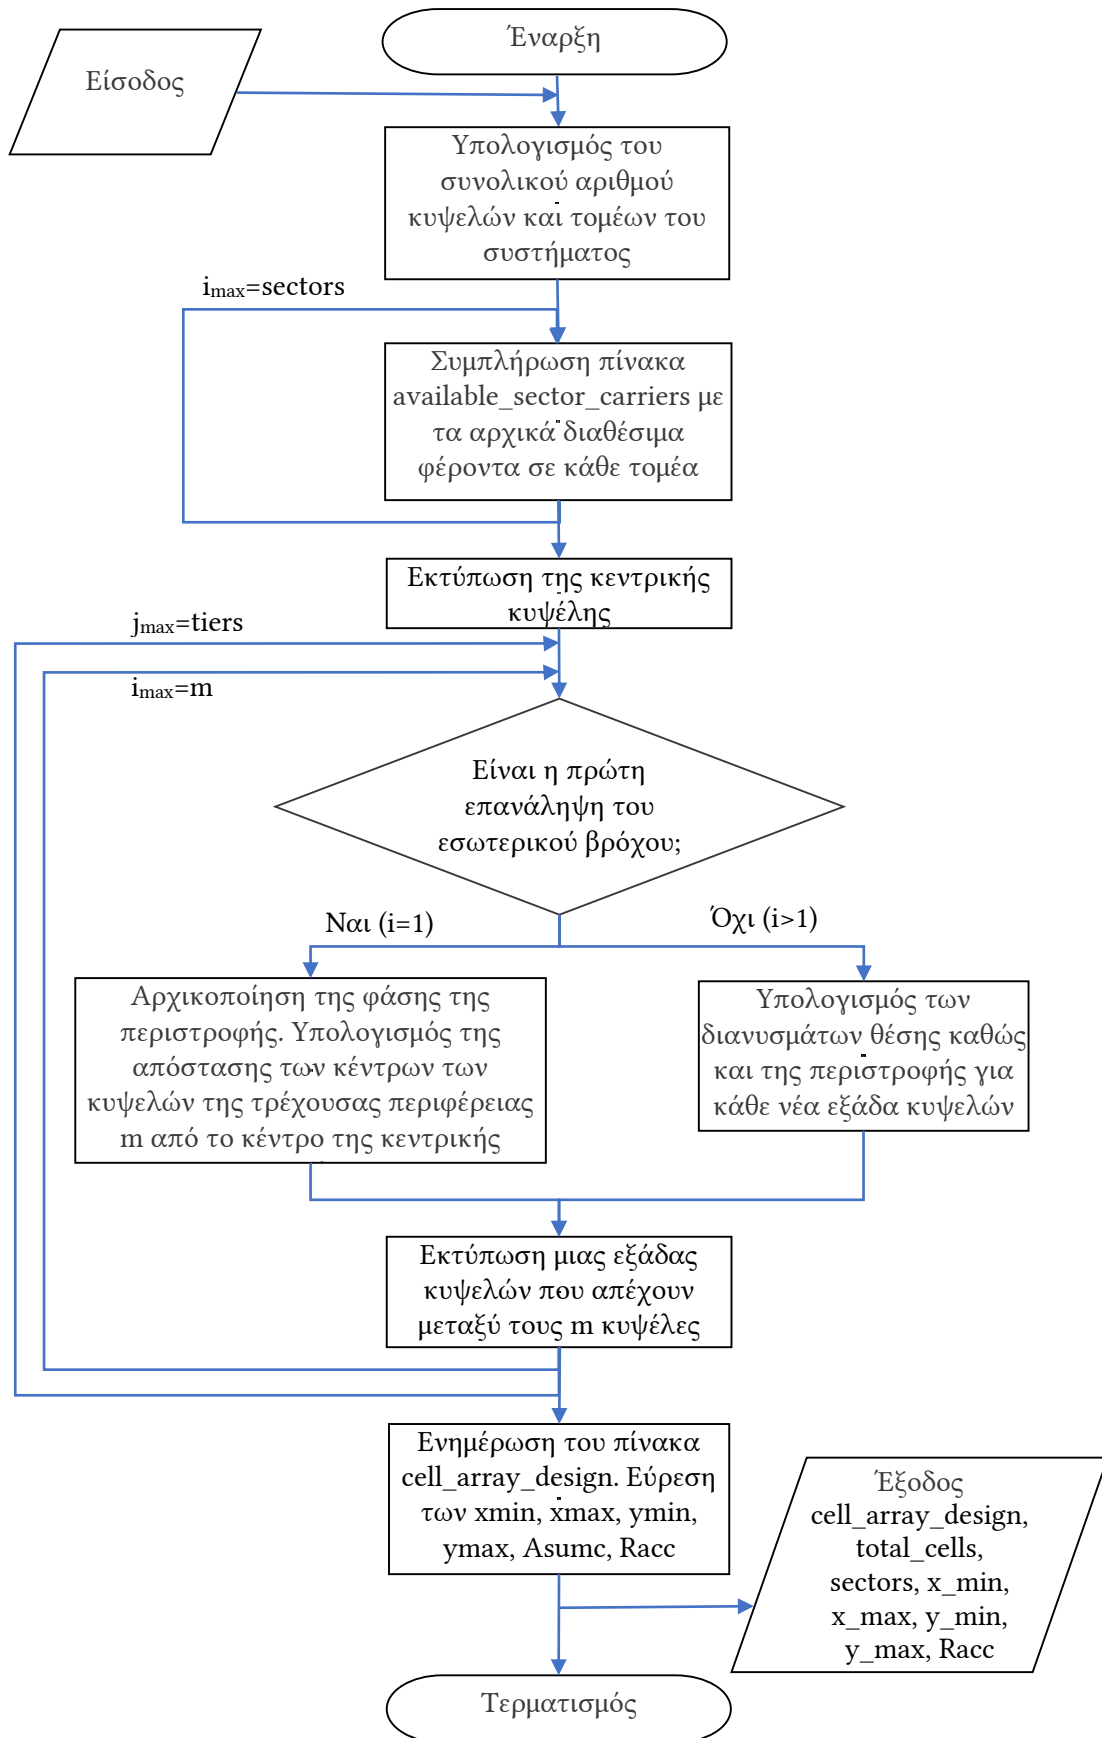 Έναρξη
Είσοδος
Υπολογισμός του
συνολικού αριθμού
κυψελών και τομέων του
συστήματος
imax=sectors
Συμπλήρωση πίνακα
available_sector_carriers με
τα αρχικά διαθέσιμα
φέροντα σε κάθε τομέα
Εκτύπωση της κεντρικής
κυψέλης
jmax=tiers
imax=m
Είναι η πρώτη
επανάληψη του
εσωτερικού βρόχου;
Ναι (i=1)
Όχι (i>1)
Αρχικοποίηση της φάσης της
περιστροφής. Υπολογισμός της
απόστασης των κέντρων των
κυψελών της τρέχουσας περιφέρειας
m από το κέντρο της κεντρικής
Υπολογισμός των
διανυσμάτων θέσης καθώς
και της περιστροφής για
κάθε νέα εξάδα κυψελών
Εκτύπωση μιας εξάδας
κυψελών που απέχουν
μεταξύ τους m κυψέλες
Ενημέρωση του πίνακα
cell_array_design. Εύρεση
των xmin, xmax, ymin,
ymax, Asumc, Racc
Έξοδος
cell_array_design,
total_cells,
sectors, x_min,
x_max, y_min,
y_max, Racc
Τερματισμός